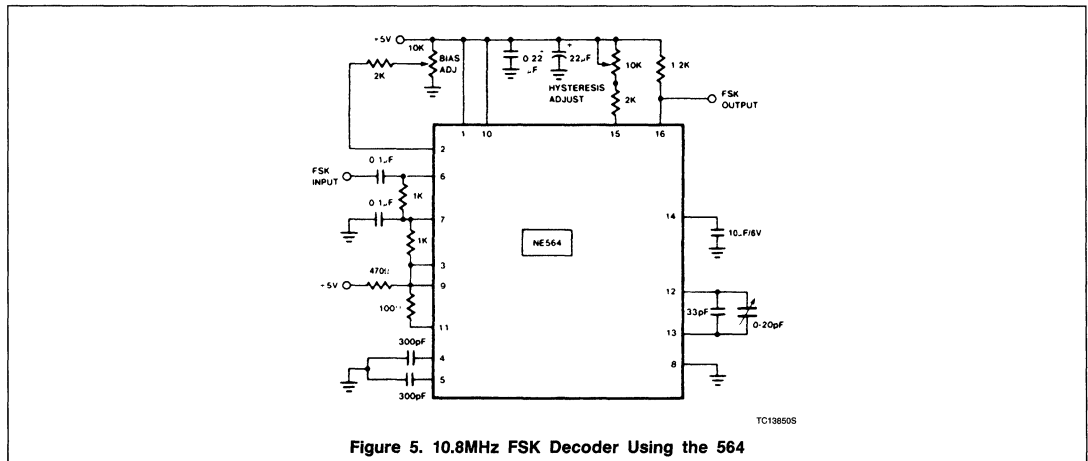 +5V
10K
BIAS
ADJ
2K
0.22
µF
+
22µF
10K
HYSTERESIS
ADJUST
2K
1.2K
FSK
OUTPUT
1
10
15
16
2
0.1µF
FSK
INPUT
6
1K
0.1µF
7
1K
NE564
14
10µF/6V
3
470Ω
+5V
9
100Ω
11
12
33pF
0-20pF
13
300pF
4
5
300pF
8
TC13850S
Figure 5. 10.8MHz FSK Decoder Using the 564